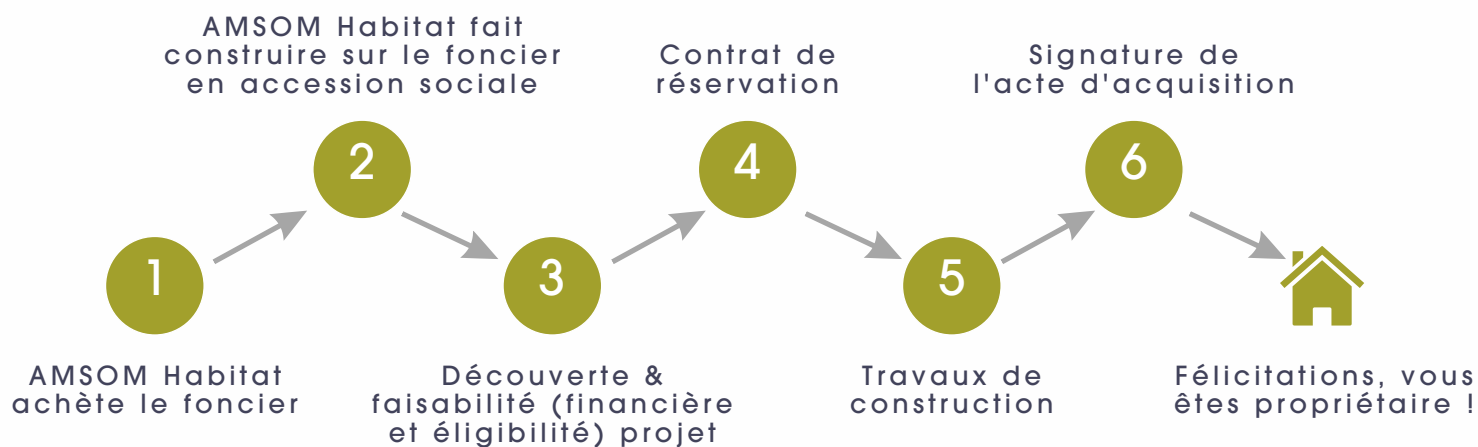 1
AMSOM Habitat
achète le foncier
AMSOM Habitat fait
construire sur le foncier
en accession sociale
2
3
Découverte &
faisabilité (financière
et éligibilité) projet
Contrat de
réservation
4
5
Travaux de
construction
Signature de
l'acte d'acquisition
6
Félicitations, vous
êtes propriétaire !